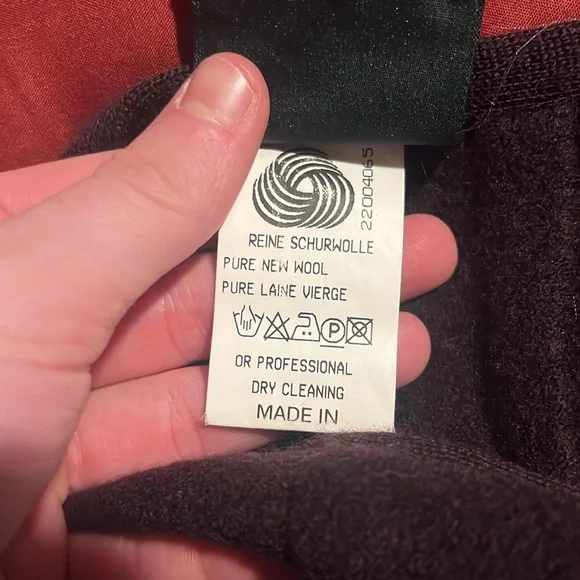 22004065
REINE SCHURWOLLE
PURE NEW WOOL
PURE LAINE VIERGE
P
OR PROFESSIONAL
DRY CLEANING
MADE IN